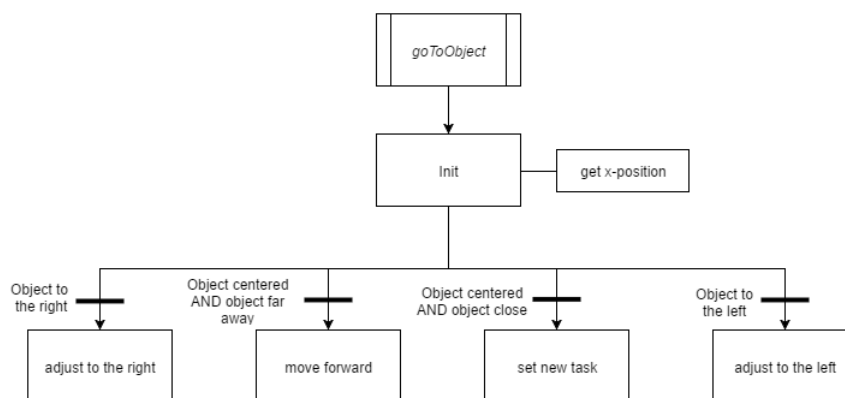 goToObject
Init
get x-position
Object to
the right
Object centered
AND object far
away
Object centered
AND object close
Object to
the left
adjust to the right
move forward
set new task
adjust to the left